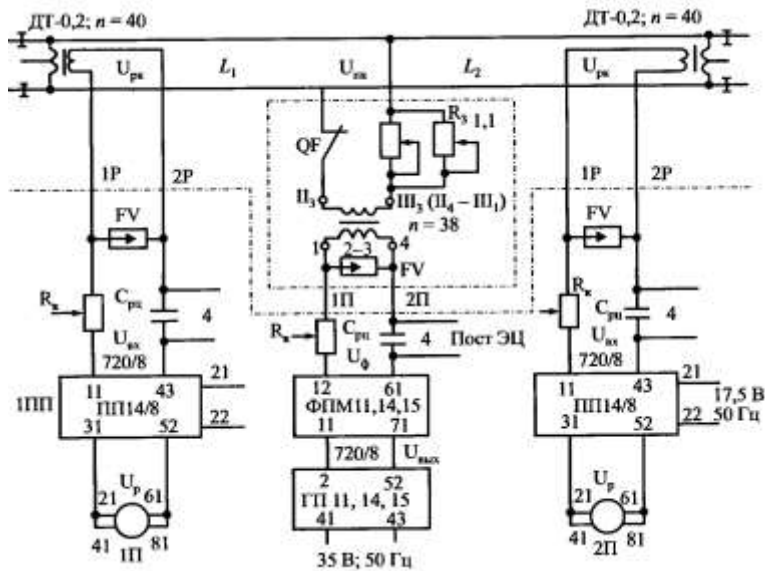 ДТ-0,2; n = 40
ДТ-0,2; n = 40
Uрк
L1
Uпк
L2
Uрк
Rз
1,1
QF
1Р
2Р
1Р
2Р
II3
III3 (II4 – III1)
n = 38
FV
FV
1
2–3
4
FV
1П
2П
Rк
Cрц
4
Rк
Cрц
4
Пост ЭЦ
Rк
Cрц
4
Uвх
Uф
Uвх
720/8
720/8
21
21
1ПП
11
43
ПП14/8
31
52
22
12
61
ФПМ11,14,15
11
71
11
43
ПП14/8
31
52
22
17,5 В
50 Гц
720/8
Uвых
2
52
ГП 11, 14, 15
41
43
Uр
21
61
41
81
1П
Uр
21
61
41
81
2П
35 В; 50 Гц